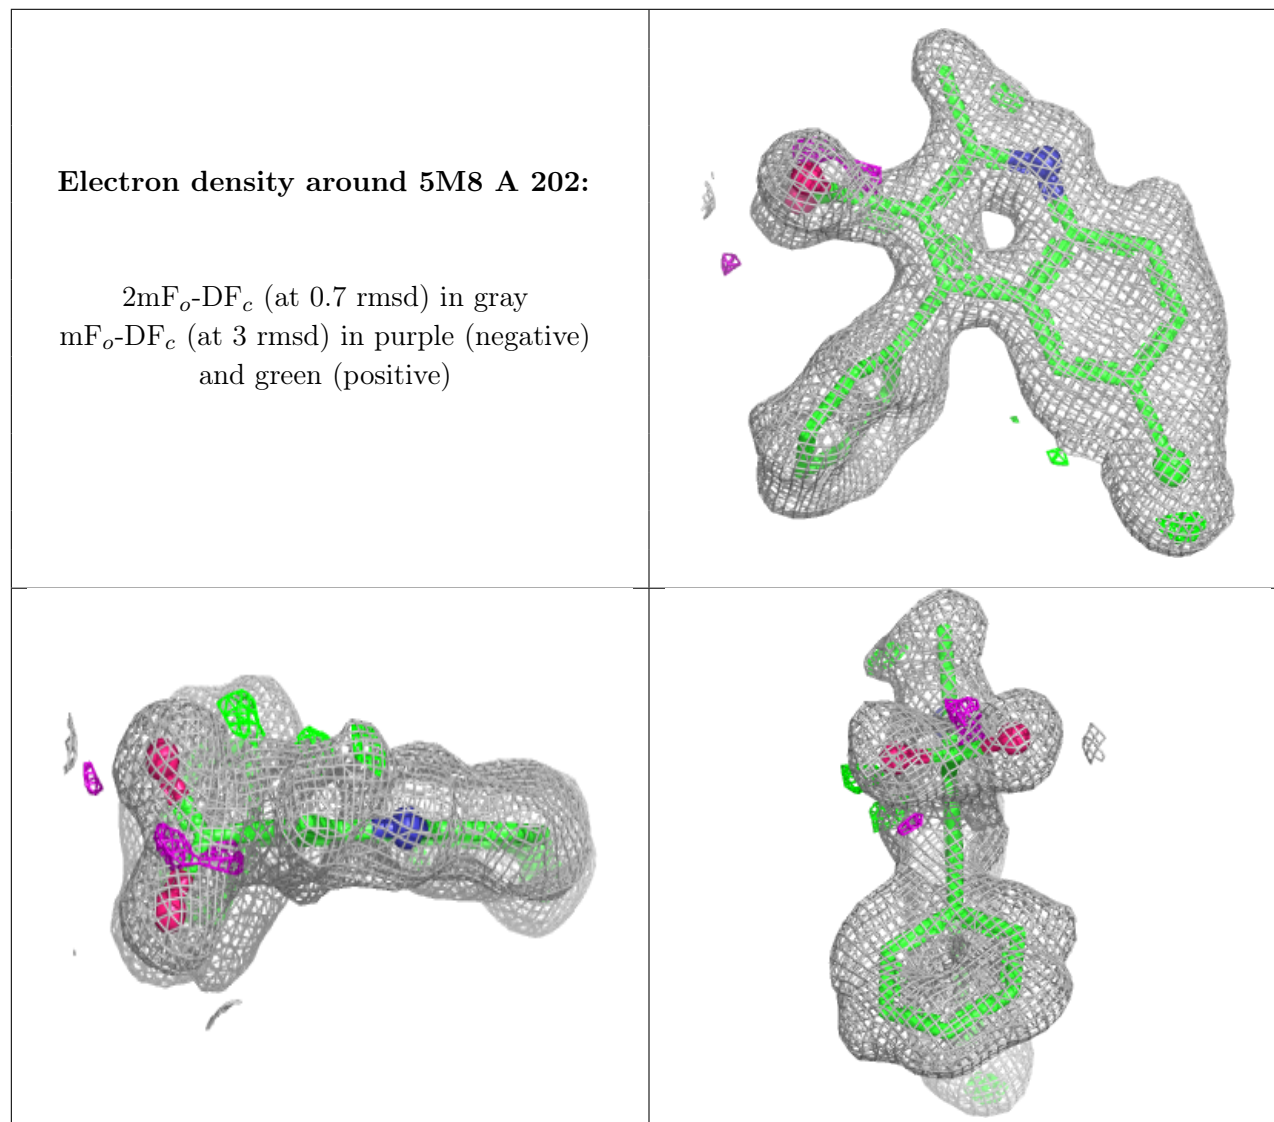 Electron density around 5M8 A 202:
2mFo-DFc (at 0.7 rmsd) in gray
mFo-DFc (at 3 rmsd) in purple (negative)
and green (positive)